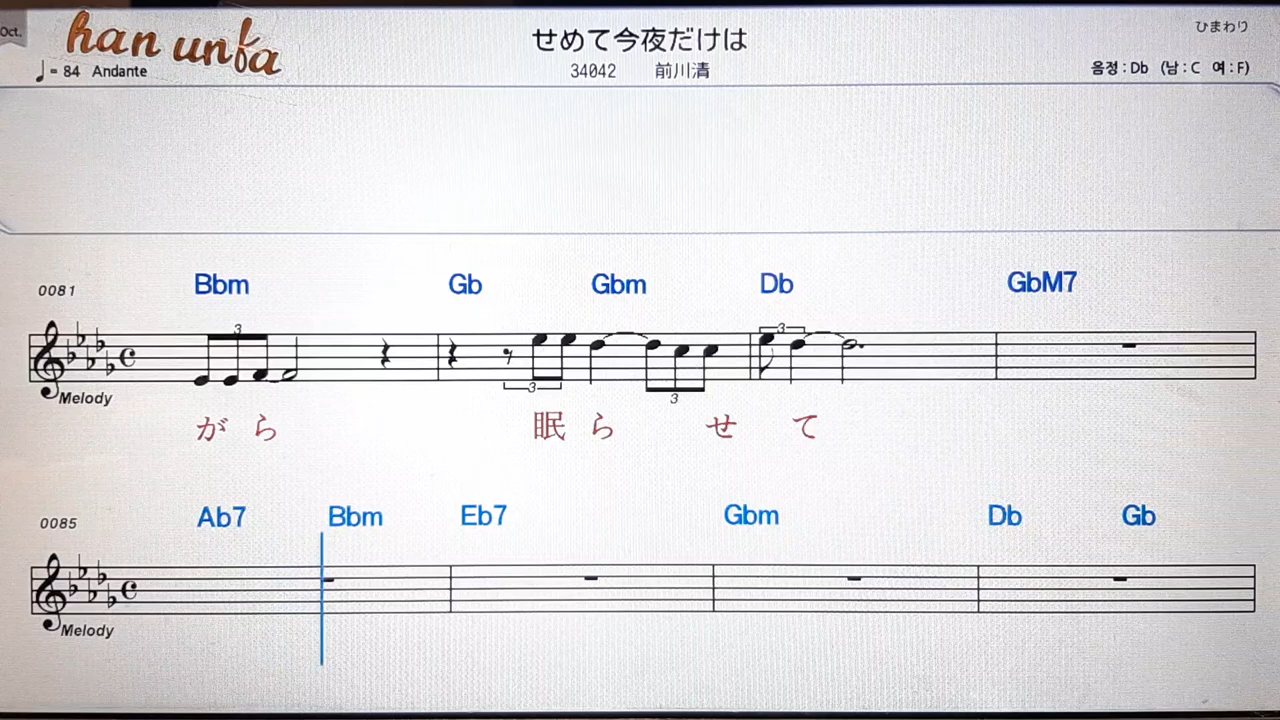 Oct.
han unfa
♩= 84 Andante
せめて今夜だけは
34042 前川清
ひまわり
음정 : Db (남 : C 여 : F)
0081 Bbm Gb Gbm Db GbM7
3 3 3 3
Melody
がら 眠ら せ て
0085 Ab7 Bbm Eb7 Gbm Db Gb
Melody